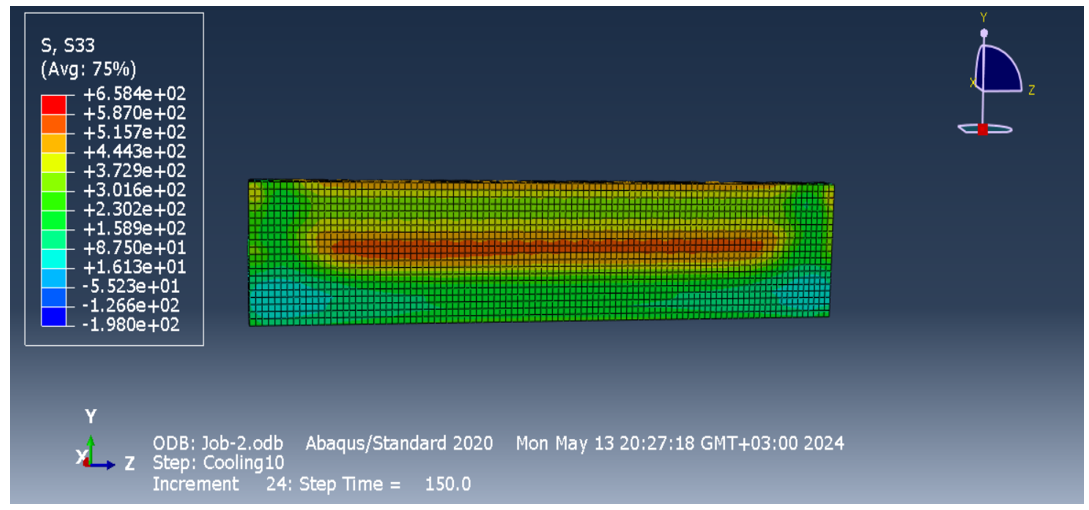 S, S33
(Avg: 75%)
+6.584e+02
+5.870e+02
+5.157e+02
+4.443e+02
+3.729e+02
+3.016e+02
+2.302e+02
+1.589e+02
+8.750e+01
+1.613e+01
-5.523e+01
-1.266e+02
-1.980e+02
Y
X
Z
Y
X
Z
ODB: Job-2.odb Abaqus/Standard 2020 Mon May 13 20:27:18 GMT+03:00 2024
Step: Cooling10
Increment 24: Step Time = 150.0